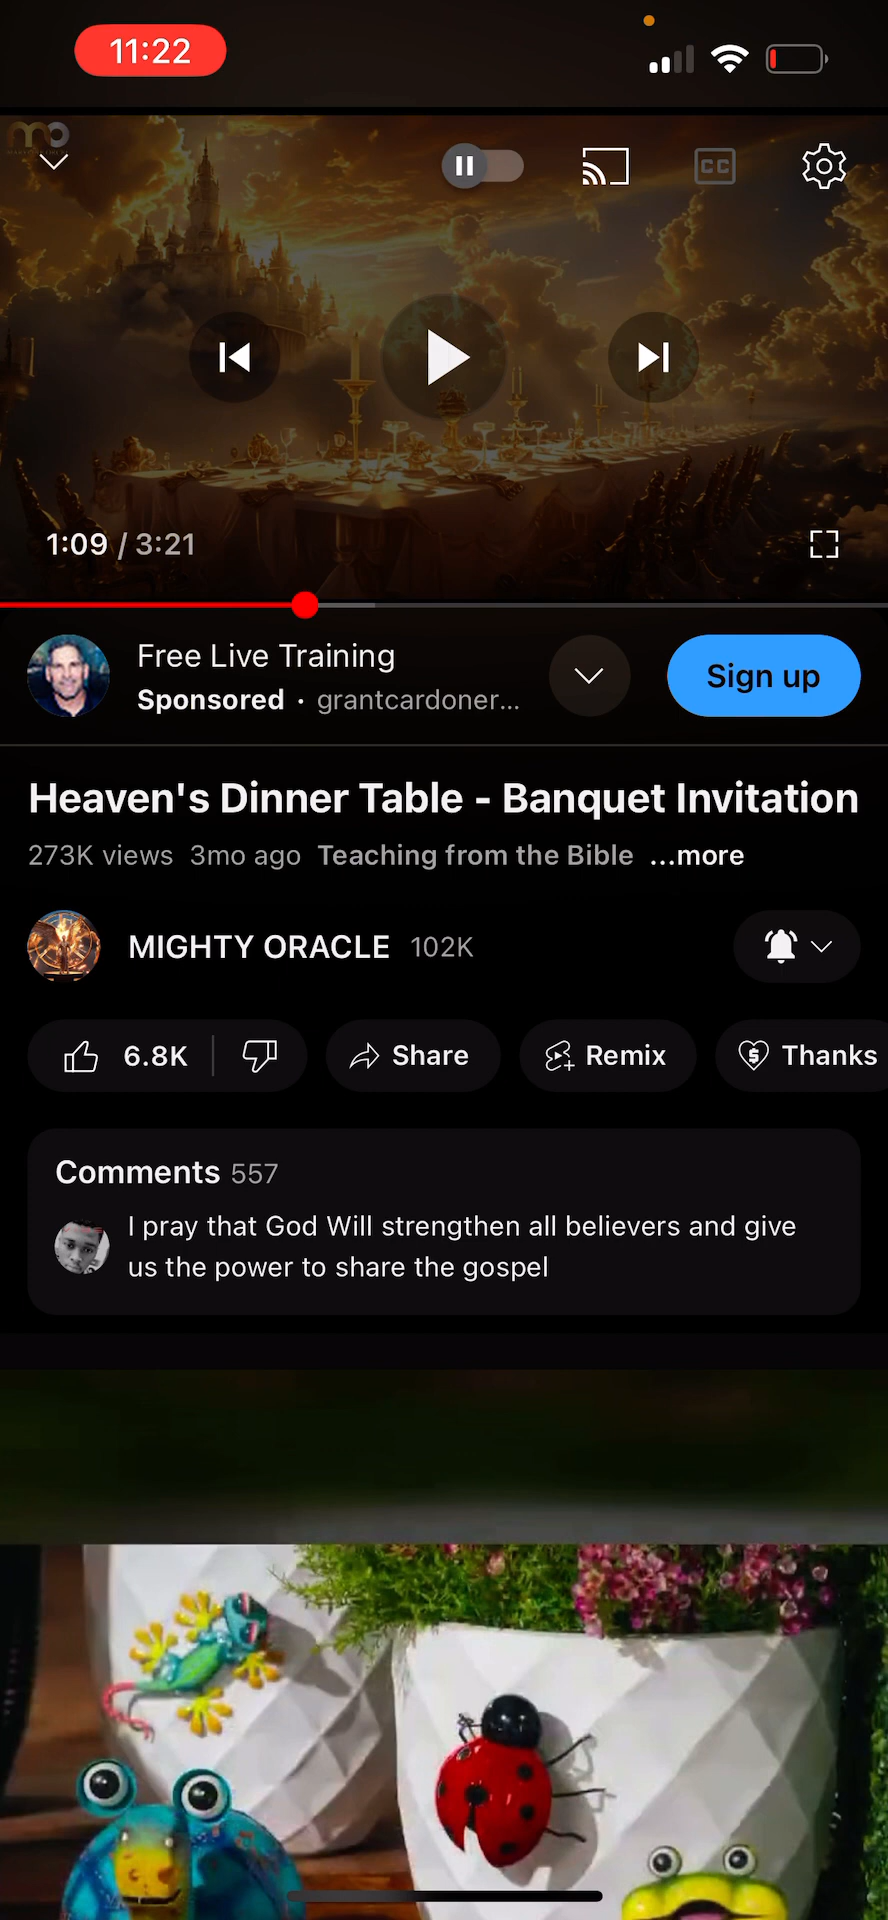 11:22
mo
CC
1:09 / 3:21
Free Live Training
Sponsored · grantcardoner...
Sign up
Heaven's Dinner Table - Banquet Invitation
273K views 3mo ago Teaching from the Bible ...more
MIGHTY ORACLE 102K
6.8K Share Remix Thanks
Comments 557
I pray that God Will strengthen all believers and give
us the power to share the gospel